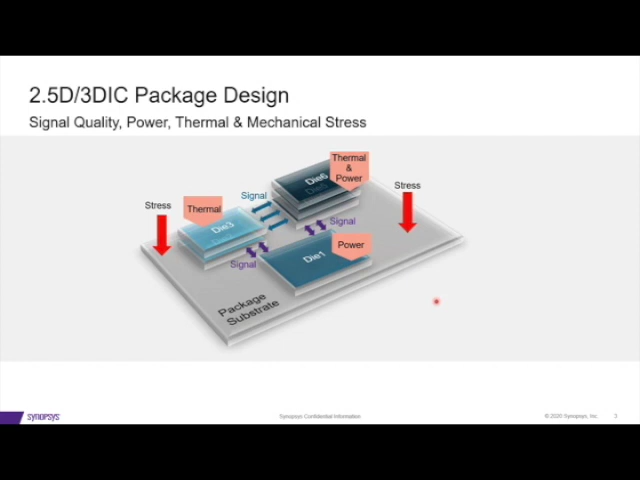 2.5D/3DIC Package Design
Signal Quality, Power, Thermal & Mechanical Stress
Thermal
&
Power
Die6
Stress
Thermal
Signal
Stress
Die3
Signal
Signal
Die1
Power
Package
Substrate
SYNOPSYS
Synopsys Confidential Information
© 2020 Synopsys, Inc.
3